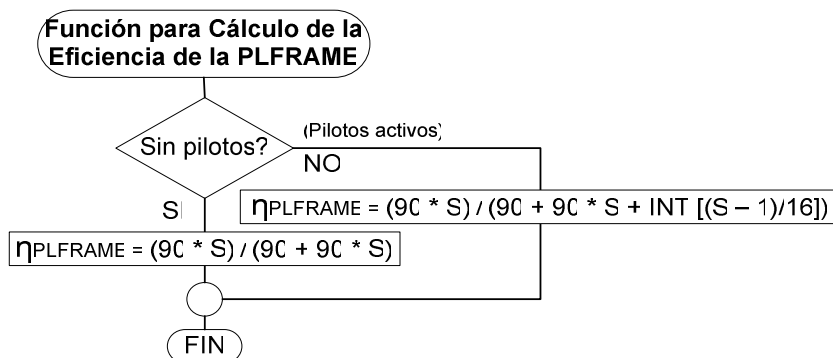 Función para Cálculo de la
Eficiencia de la PLFRAME
Sin pilotos?
(Pilotos activos)
NO
SI
ηPLFRAME = (90 * S) / (90 + 90 * S + INT [(S – 1)/16])
ηPLFRAME = (90 * S) / (90 + 90 * S)
FIN